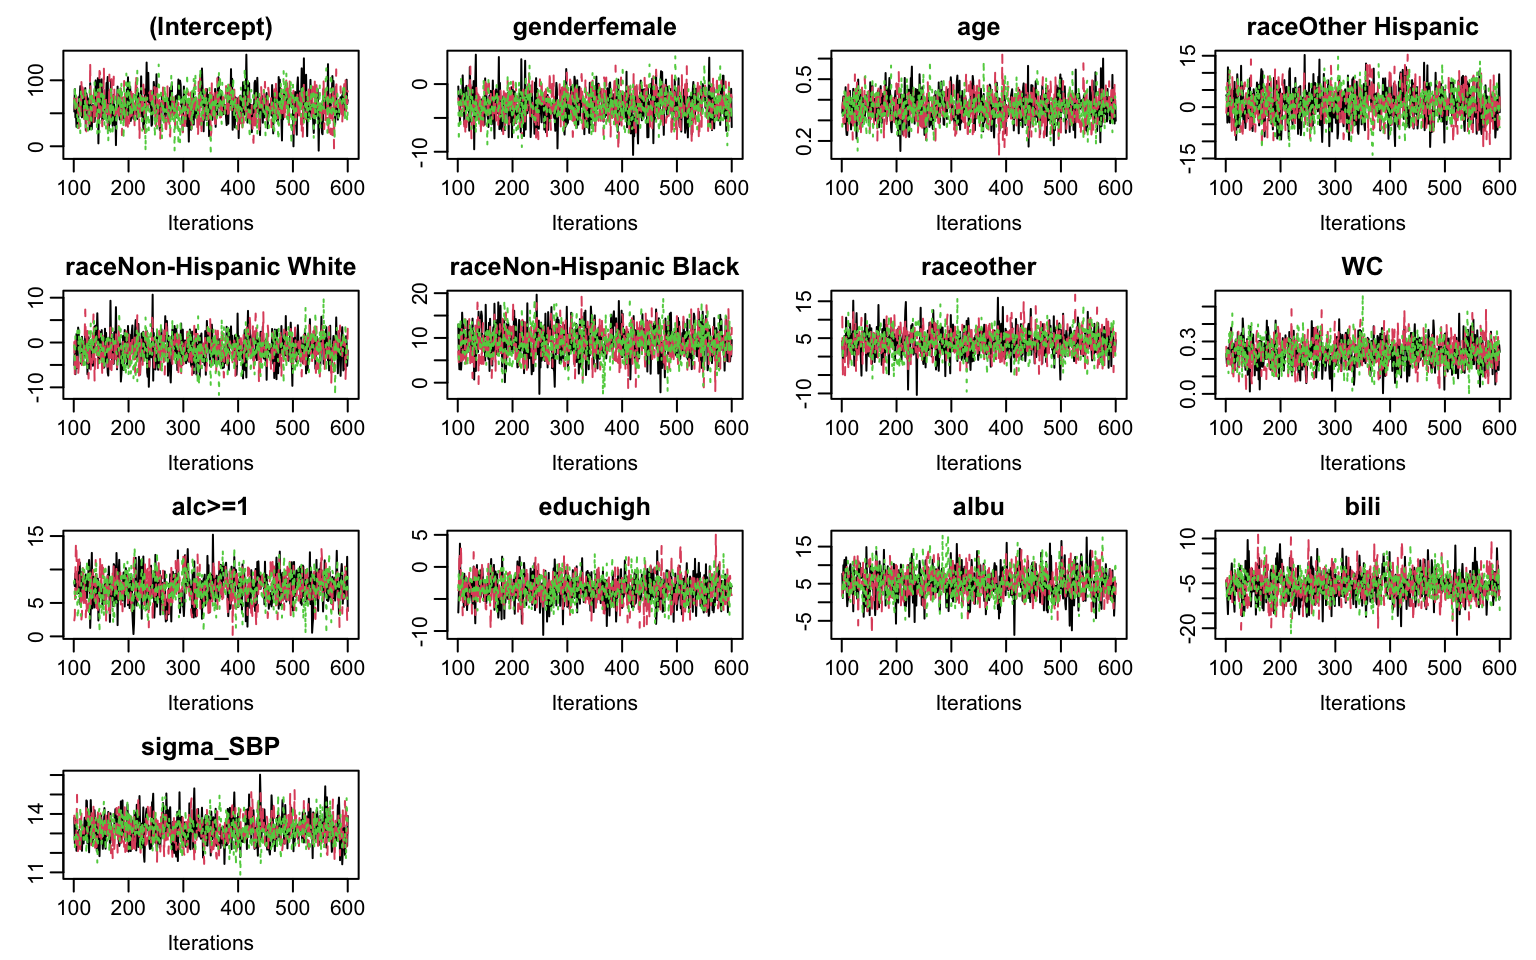 (Intercept) genderfemale age raceOther Hispanic
100 0 0 -10 0.5 0.2 15 0 -15
100 200 300 400 500 600 100 200 300 400 500 600 100 200 300 400 500 600 100 200 300 400 500 600
Iterations Iterations Iterations Iterations
raceNon-Hispanic White raceNon-Hispanic Black raceother WC
10 0 -10 20 10 0 15 5 -10 0.3 0.0
100 200 300 400 500 600 100 200 300 400 500 600 100 200 300 400 500 600 100 200 300 400 500 600
Iterations Iterations Iterations Iterations
alc>=1 educhigh albu bili
15 5 0 5 0 -10 15 5 -5 10 -5 -20
100 200 300 400 500 600 100 200 300 400 500 600 100 200 300 400 500 600 100 200 300 400 500 600
Iterations Iterations Iterations Iterations
sigma_SBP
14 11
100 200 300 400 500 600
Iterations